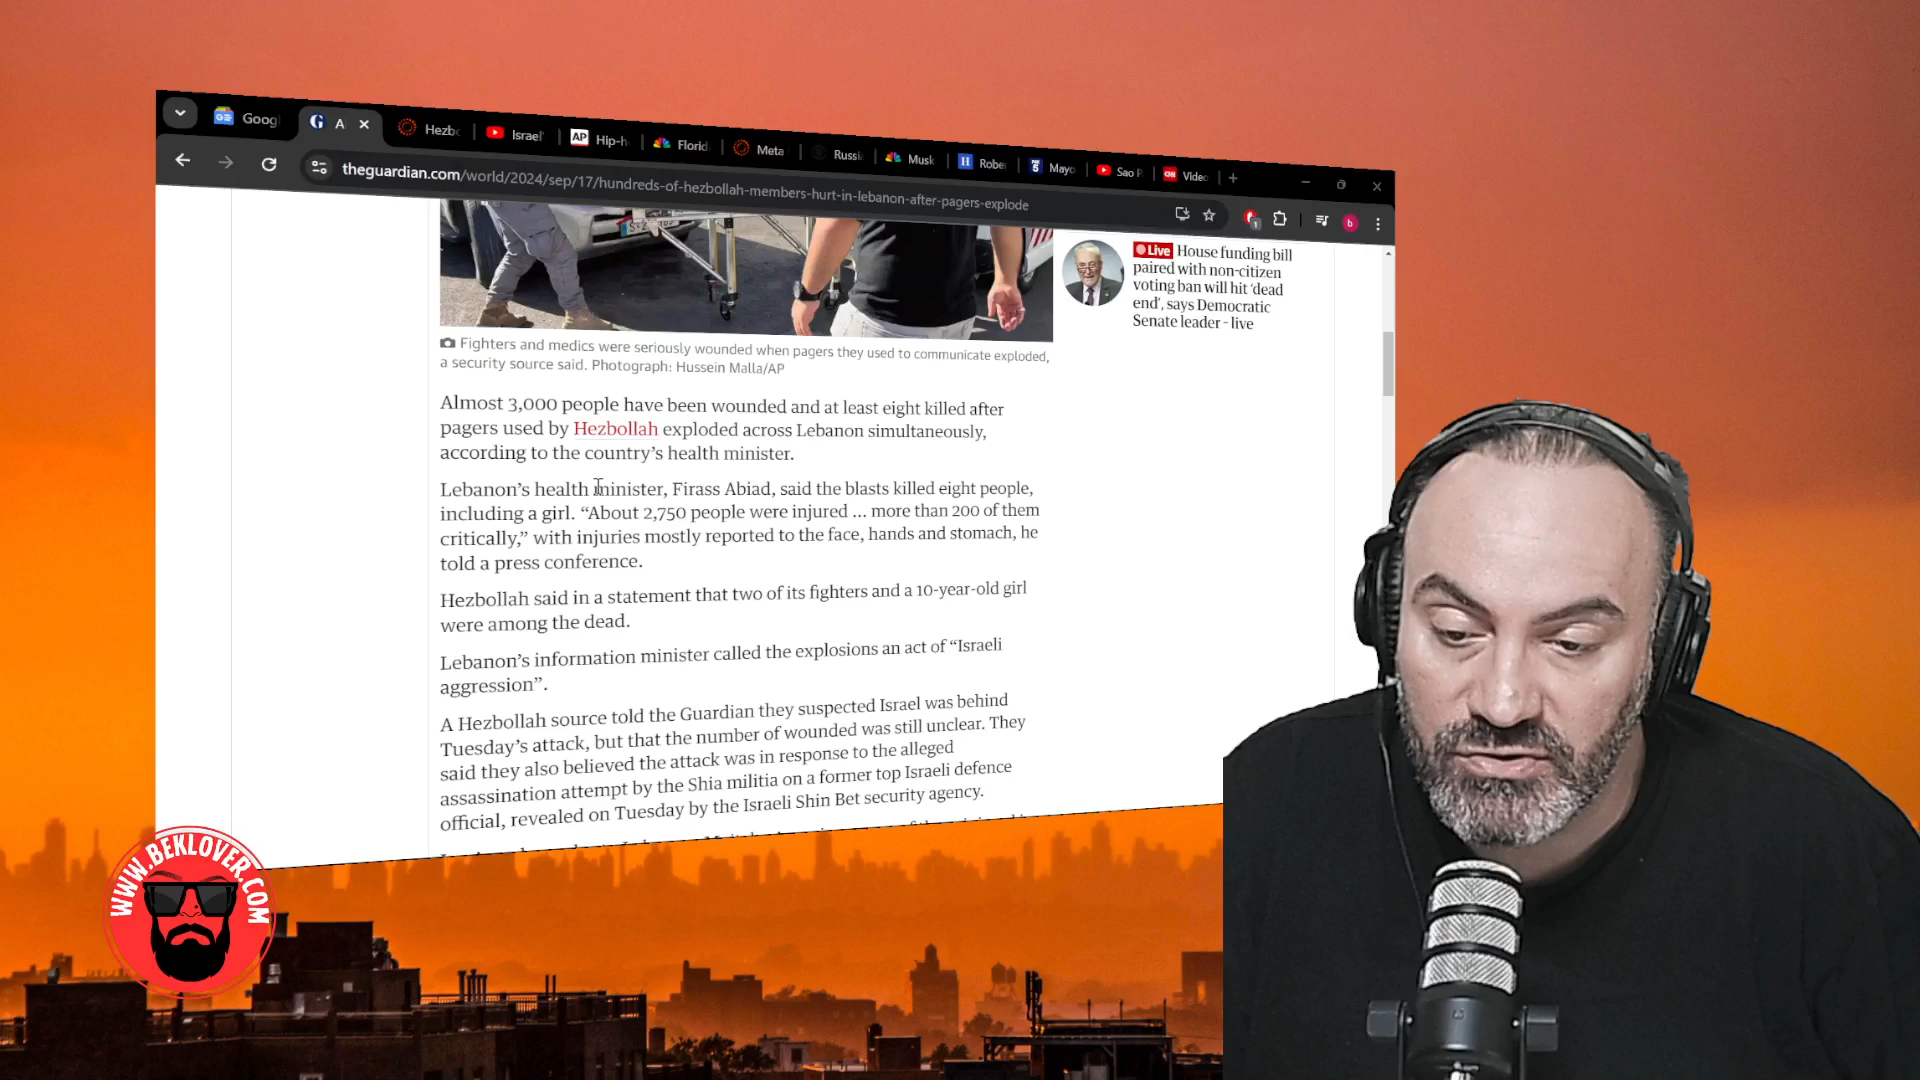 Googl
A
Hezbo
Israel'
AP
Hip-h
Florid
Meta
Russia
Musk
H
Rober
Mayo
Sao P
CNN
Video
theguardian.com/world/2024/sep/17/hundreds-of-hezbollah-members-hurt-in-lebanon-after-pagers-explode
1
b
Live House funding bill
paired with non-citizen
voting ban will hit ‘dead
end’, says Democratic
Senate leader – live
Fighters and medics were seriously wounded when pagers they used to communicate exploded,
a security source said. Photograph: Hussein Malla/AP
Almost 3,000 people have been wounded and at least eight killed after
pagers used by Hezbollah exploded across Lebanon simultaneously,
according to the country’s health minister.
Lebanon’s health minister, Firass Abiad, said the blasts killed eight people,
including a girl. “About 2,750 people were injured ... more than 200 of them
critically,” with injuries mostly reported to the face, hands and stomach, he
told a press conference.
Hezbollah said in a statement that two of its fighters and a 10-year-old girl
were among the dead.
Lebanon’s information minister called the explosions an act of “Israeli
aggression”.
A Hezbollah source told the Guardian they suspected Israel was behind
Tuesday’s attack, but that the number of wounded was still unclear. They
said they also believed the attack was in response to the alleged
assassination attempt by the Shia militia on a former top Israeli defence
official, revealed on Tuesday by the Israeli Shin Bet security agency.
WWW.BEKLOVER.COM